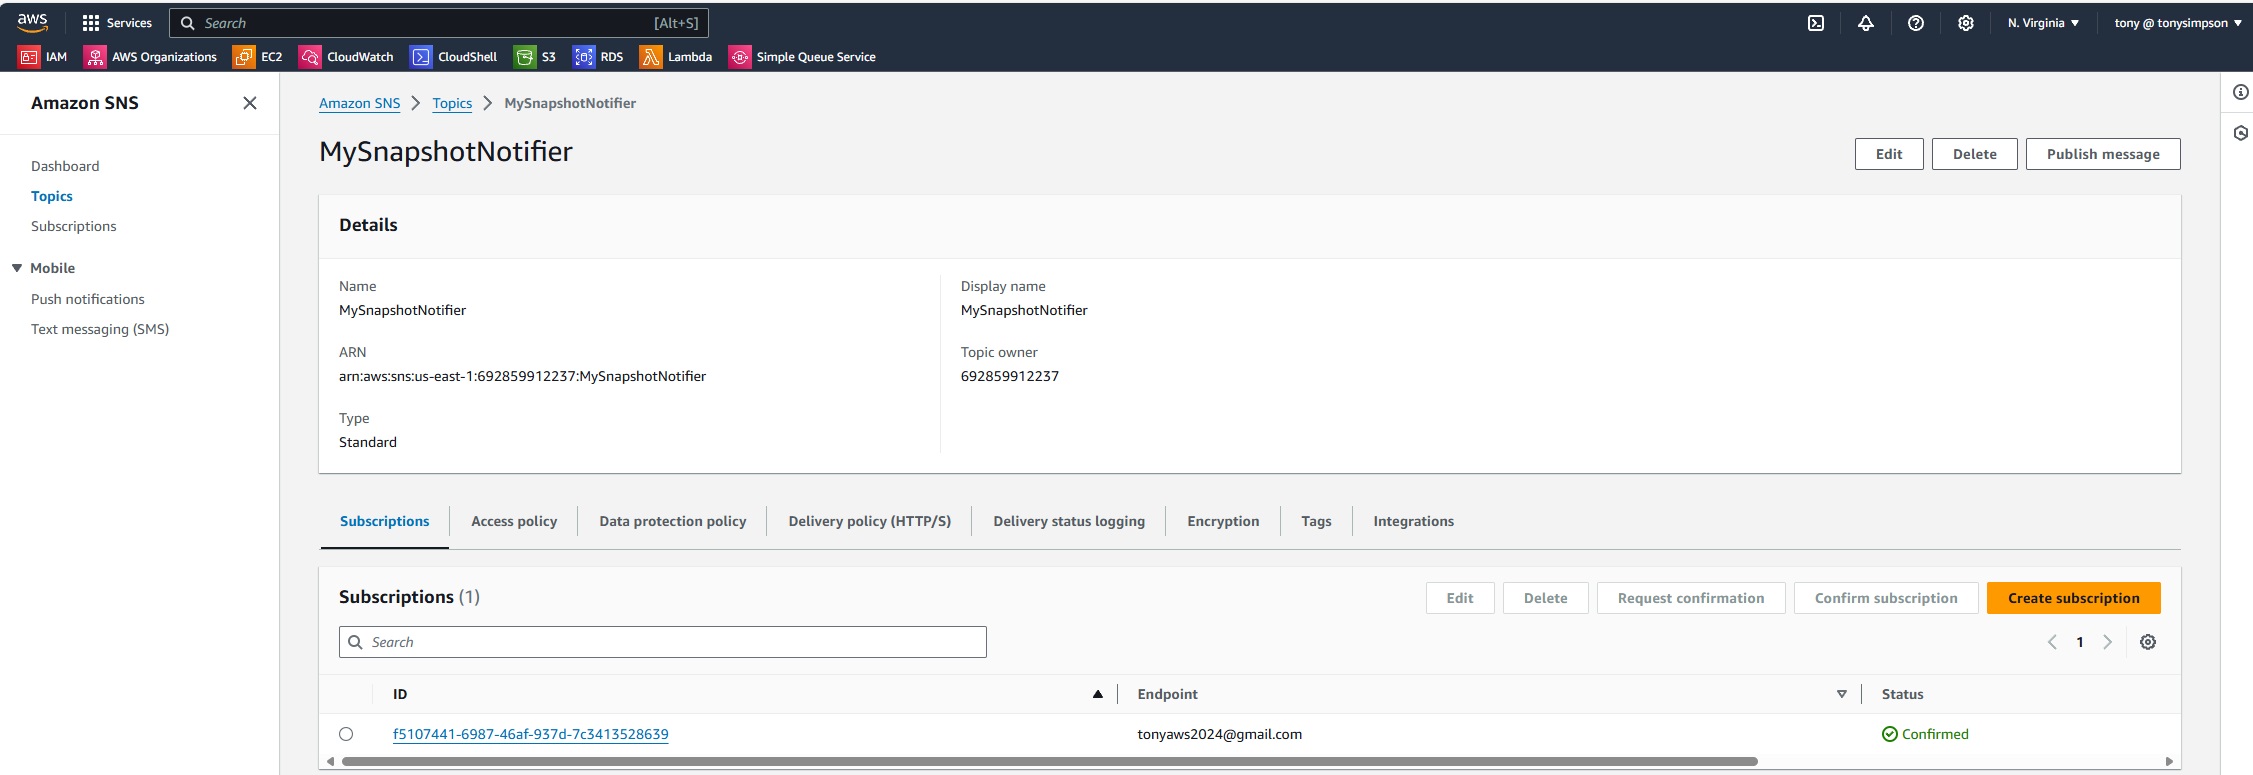 aws Services Search [Alt+S] N. Virginia tony @ tonysimpson
IAM AWS Organizations EC2 CloudWatch CloudShell S3 RDS Lambda Simple Queue Service
Amazon SNS
Dashboard
Topics
Subscriptions
Mobile
Push notifications
Text messaging (SMS)
Amazon SNS Topics MySnapshotNotifier
MySnapshotNotifier
Edit Delete Publish message
Details
Name
MySnapshotNotifier
ARN
arn:aws:sns:us-east-1:692859912237:MySnapshotNotifier
Type
Standard
Display name
MySnapshotNotifier
Topic owner
692859912237
Subscriptions Access policy Data protection policy Delivery policy (HTTP/S) Delivery status logging Encryption Tags Integrations
Subscriptions (1)
Edit Delete Request confirmation Confirm subscription Create subscription
Search
1
ID Endpoint Status
f5107441-6987-46af-937d-7c3413528639 tonyaws2024@gmail.com Confirmed